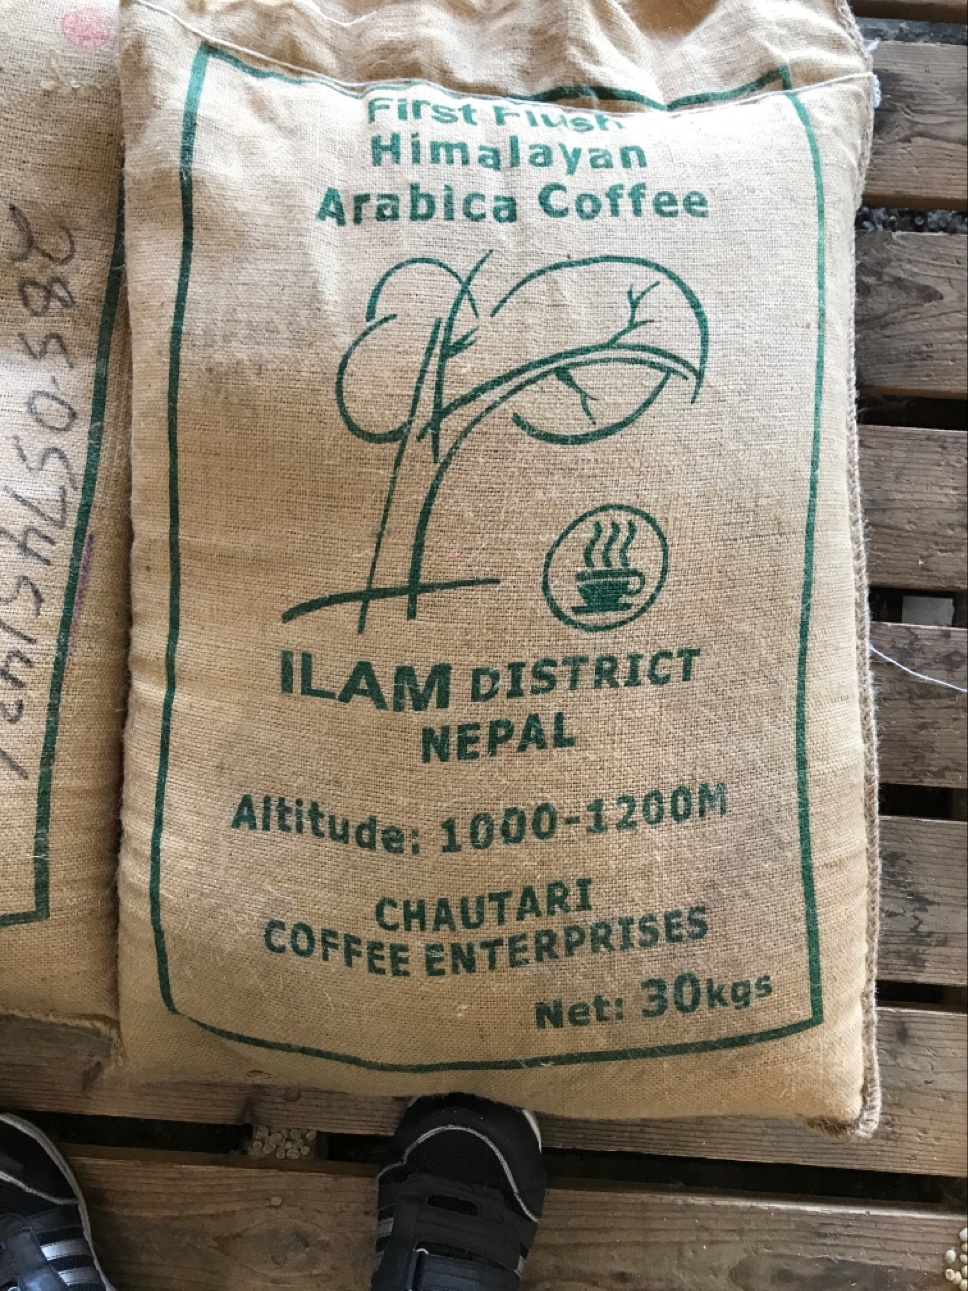 First Flush
Himalayan
Arabica Coffee
ILAM DISTRICT
NEPAL
Altitude: 1000-1200M
CHAUTARI
COFFEE ENTERPRISES
Net: 30kgs